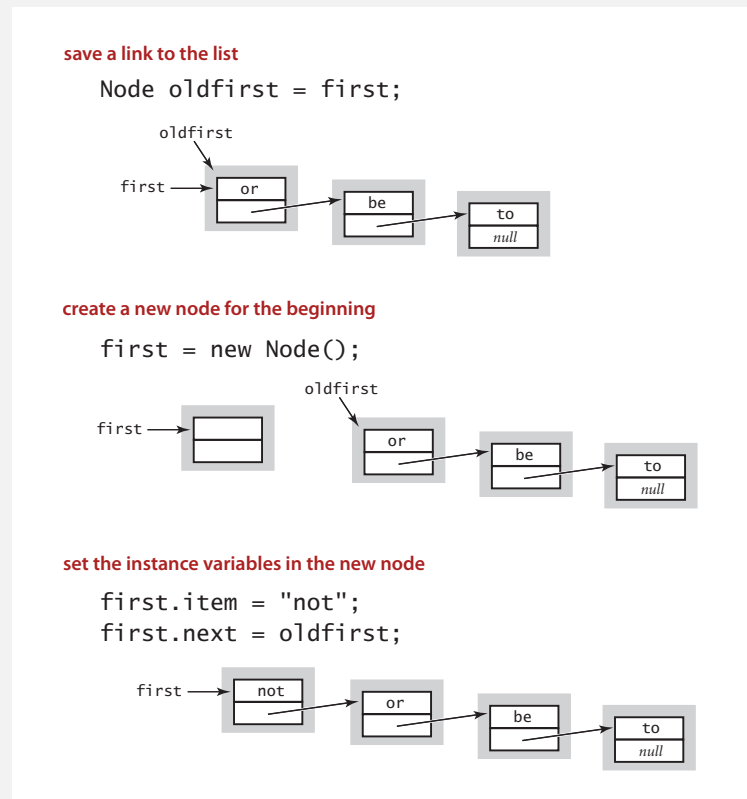 save a link to the list
Node oldfirst = first;
oldfirst
first
or
be
to
null
create a new node for the beginning
first = new Node();
oldfirst
first
or
be
to
null
set the instance variables in the new node
first.item = "not";
first.next = oldfirst;
first
not
or
be
to
null